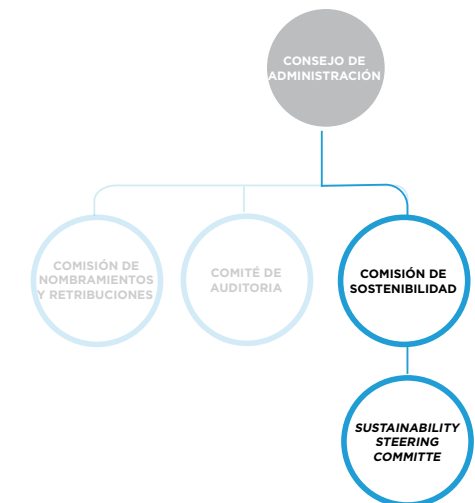 CONSEJO DE
ADMINISTRACIÓN
COMISIÓN DE
NOMBRAMIENTOS
Y RETRIBUCIONES
COMITÉ DE
AUDITORIA
COMISIÓN DE
SOSTENIBILIDAD
SUSTAINABILITY
STEERING
COMMITTE